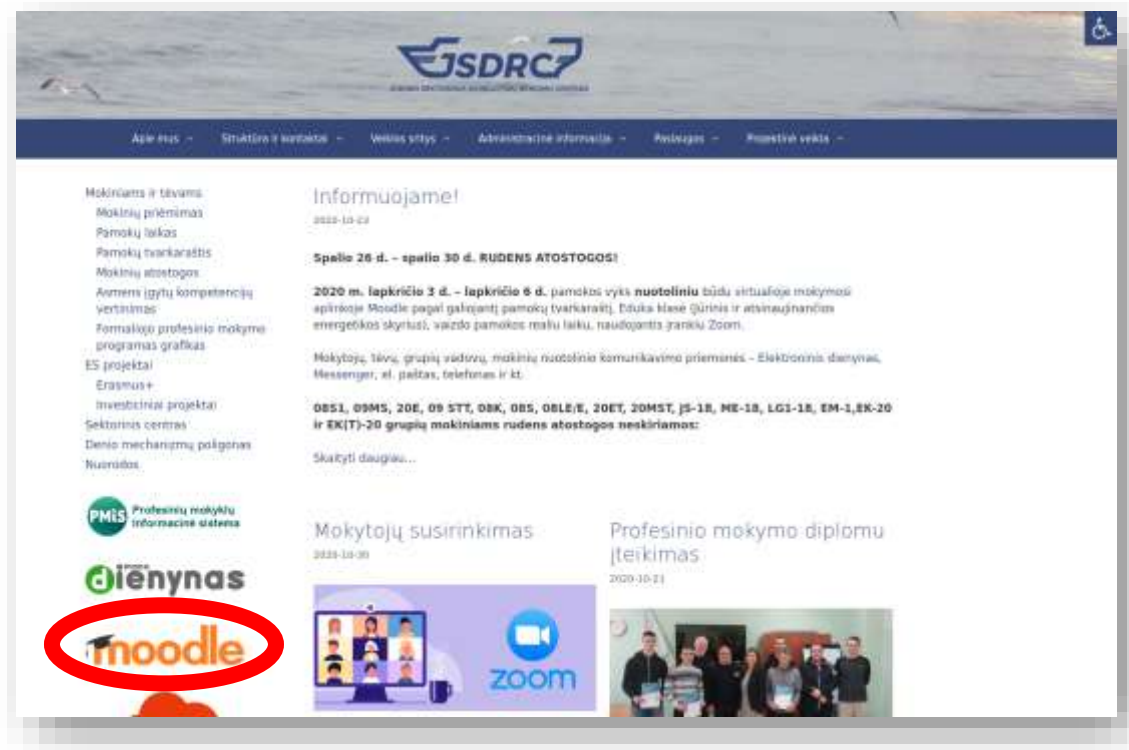 JSDRC
Apie mus
Struktūra ir kontaktai
Veiklos sritys
Administracinė informacija
Paslaugos
Projektinė veikla
Mokiniams ir tėvams
Mokinių priėmimas
Pamokų laikas
Pamokų tvarkaraštis
Mokinių atostogos
Asmens įgytų kompetencijų
vertinimas
Formaliojo profesinio mokymo
programas grafikas
ES projektai
Erasmus+
Investiciniai projektai
Sektorinis centras
Denio mechanizmų poligonas
Nuorodos
PMIS Profesinių mokyklų
informacinė sistema
dienynas
moodle
Informuojame!
2020-10-23
Spalio 26 d. – spalio 30 d. RUDENS ATOSTOGOS!
2020 m. lapkričio 3 d. – lapkričio 6 d. pamokos vyks nuotoliniu būdu virtualioje mokymosi
aplinkoje Moodle pagal galiojantį pamokų tvarkaraštį, Eduka klasė (Jūrinis ir atsinaujinančios
energetikos skyrius), vaizdo pamokos realiu laiku, naudojantis įrankiu Zoom.
Mokytojų, tėvų, grupių vadovų, mokinių nuotolinio komunikavimo priemonės - Elektroninis dienynas,
Messenger, el. paštas, telefonas ir kt.
08S1, 09MS, 20E, 09 STT, 08K, 08S, 08LE/E, 20ET, 20MST, JS-18, ME-18, LG1-18, EM-1,EK-20
ir EK(T)-20 grupių mokiniams rudens atostogos neskiriamos:
Skaityti daugiau...
Mokytojų susirinkimas
2020-10-30
zoom
Profesinio mokymo diplomų
įteikimas
2020-10-21